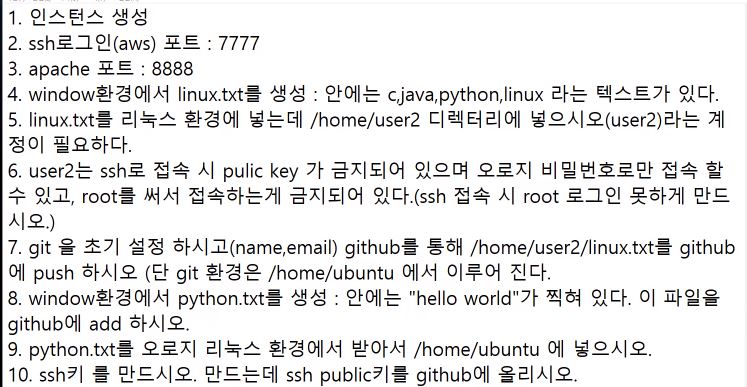 1. 인스턴스 생성
2. ssh로그인(aws) 포트 : 7777
3. apache 포트 : 8888
4. window환경에서 linux.txt를 생성 : 안에는 c,java,python,linux 라는 텍스트가 있다.
5. linux.txt를 리눅스 환경에 넣는데 /home/user2 디렉터리에 넣으시오(user2)라는 계
정이 필요하다.
6. user2는 ssh로 접속 시 pulic key 가 금지되어 있으며 오로지 비밀번호로만 접속 할
수 있고, root를 써서 접속하는게 금지되어 있다.(ssh 접속 시 root 로그인 못하게 만드
시오.)
7. git 을 초기 설정 하시고(name,email) github를 통해 /home/user2/linux.txt를 github
에 push 하시오 (단 git 환경은 /home/ubuntu 에서 이루어 진다.
8. window환경에서 python.txt를 생성 : 안에는 "hello world"가 찍혀 있다. 이 파일을
github에 add 하시오.
9. python.txt를 오로지 리눅스 환경에서 받아서 /home/ubuntu 에 넣으시오.
10. ssh키 를 만드시오. 만드는데 ssh public키를 github에 올리시오.